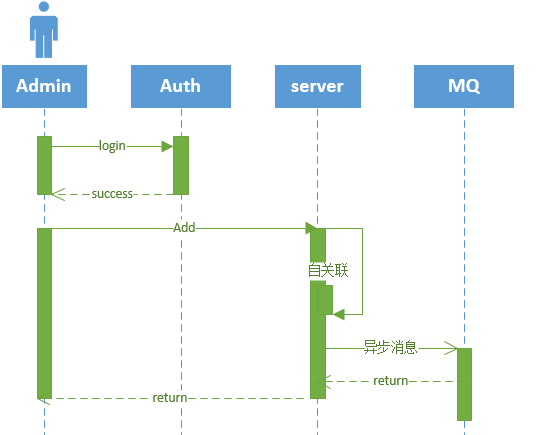 Admin
Auth
server
MQ
login
success
Add
自关联
异步消息
return
return